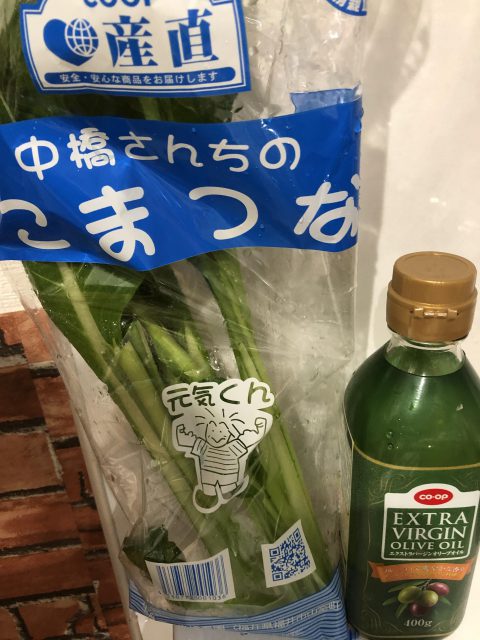 co-op
産直
安全・安心な商品をお届けします
中橋さんちの
こまつな
元気くん
CO-OP
EXTRA
VIRGIN
OLIVE OIL
エクストラバージンオリーブオイル
400g